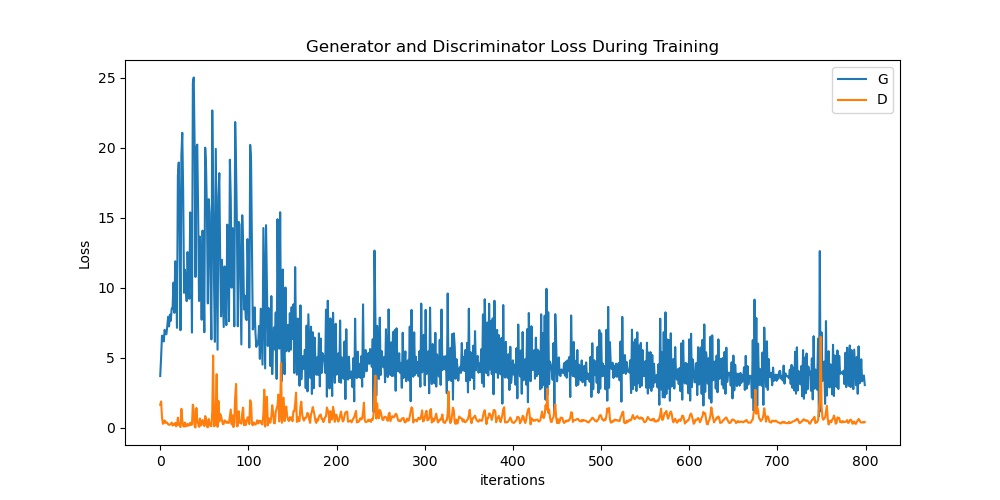 Generator and Discriminator Loss During Training
G
D
Loss
25
20
15
10
5
0
0 100 200 300 400 500 600 700 800
iterations